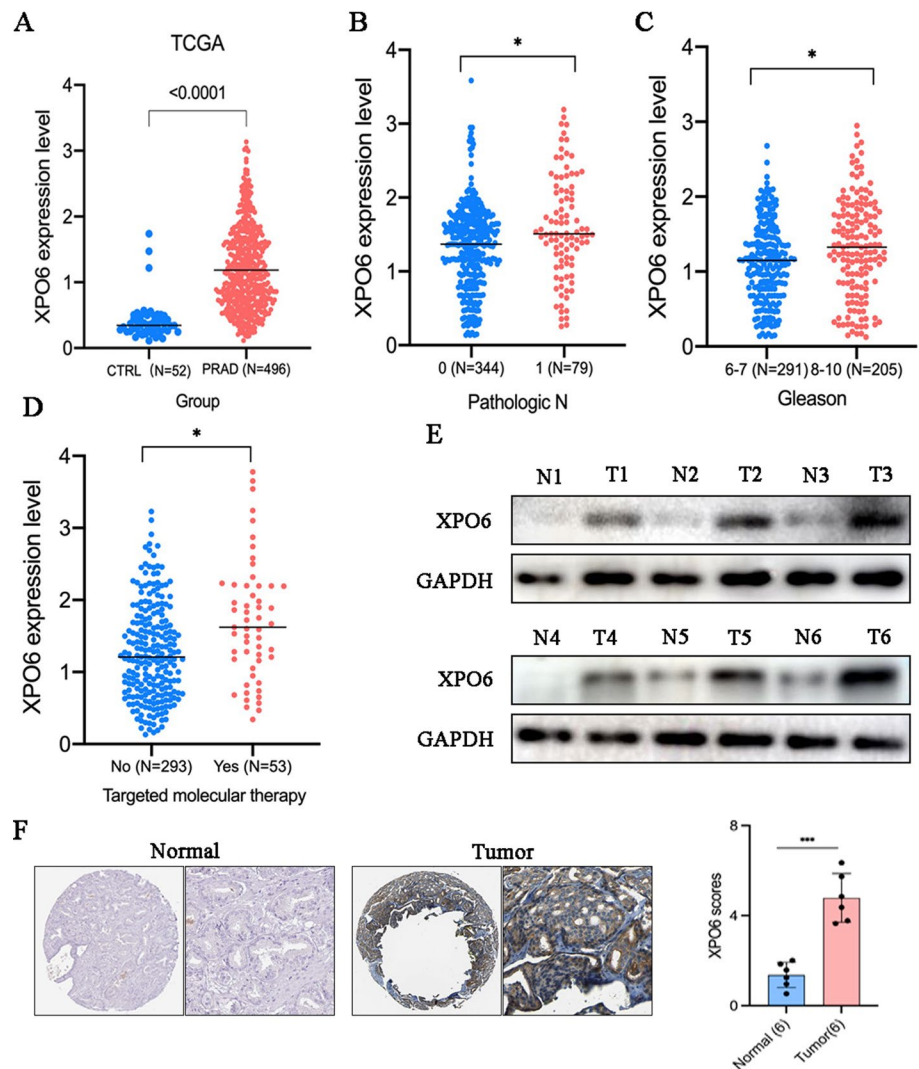 A
TCGA
<0.0001
XPO6 expression level
4
3
2
1
0
CTRL (N=52) PRAD (N=496)
Group
B
*
XPO6 expression level
4
3
2
1
0
0 (N=344) 1 (N=79)
Pathologic N
C
*
XPO6 expression level
4
3
2
1
0
6-7 (N=291) 8-10 (N=205)
Gleason
D
*
XPO6 expression level
4
3
2
1
0
No (N=293) Yes (N=53)
Targeted molecular therapy
E
N1 T1 N2 T2 N3 T3
XPO6
GAPDH
N4 T4 N5 T5 N6 T6
XPO6
GAPDH
F
Normal Tumor
XPO6 scores
8
4
0
***
Normal (6) Tumor(6)